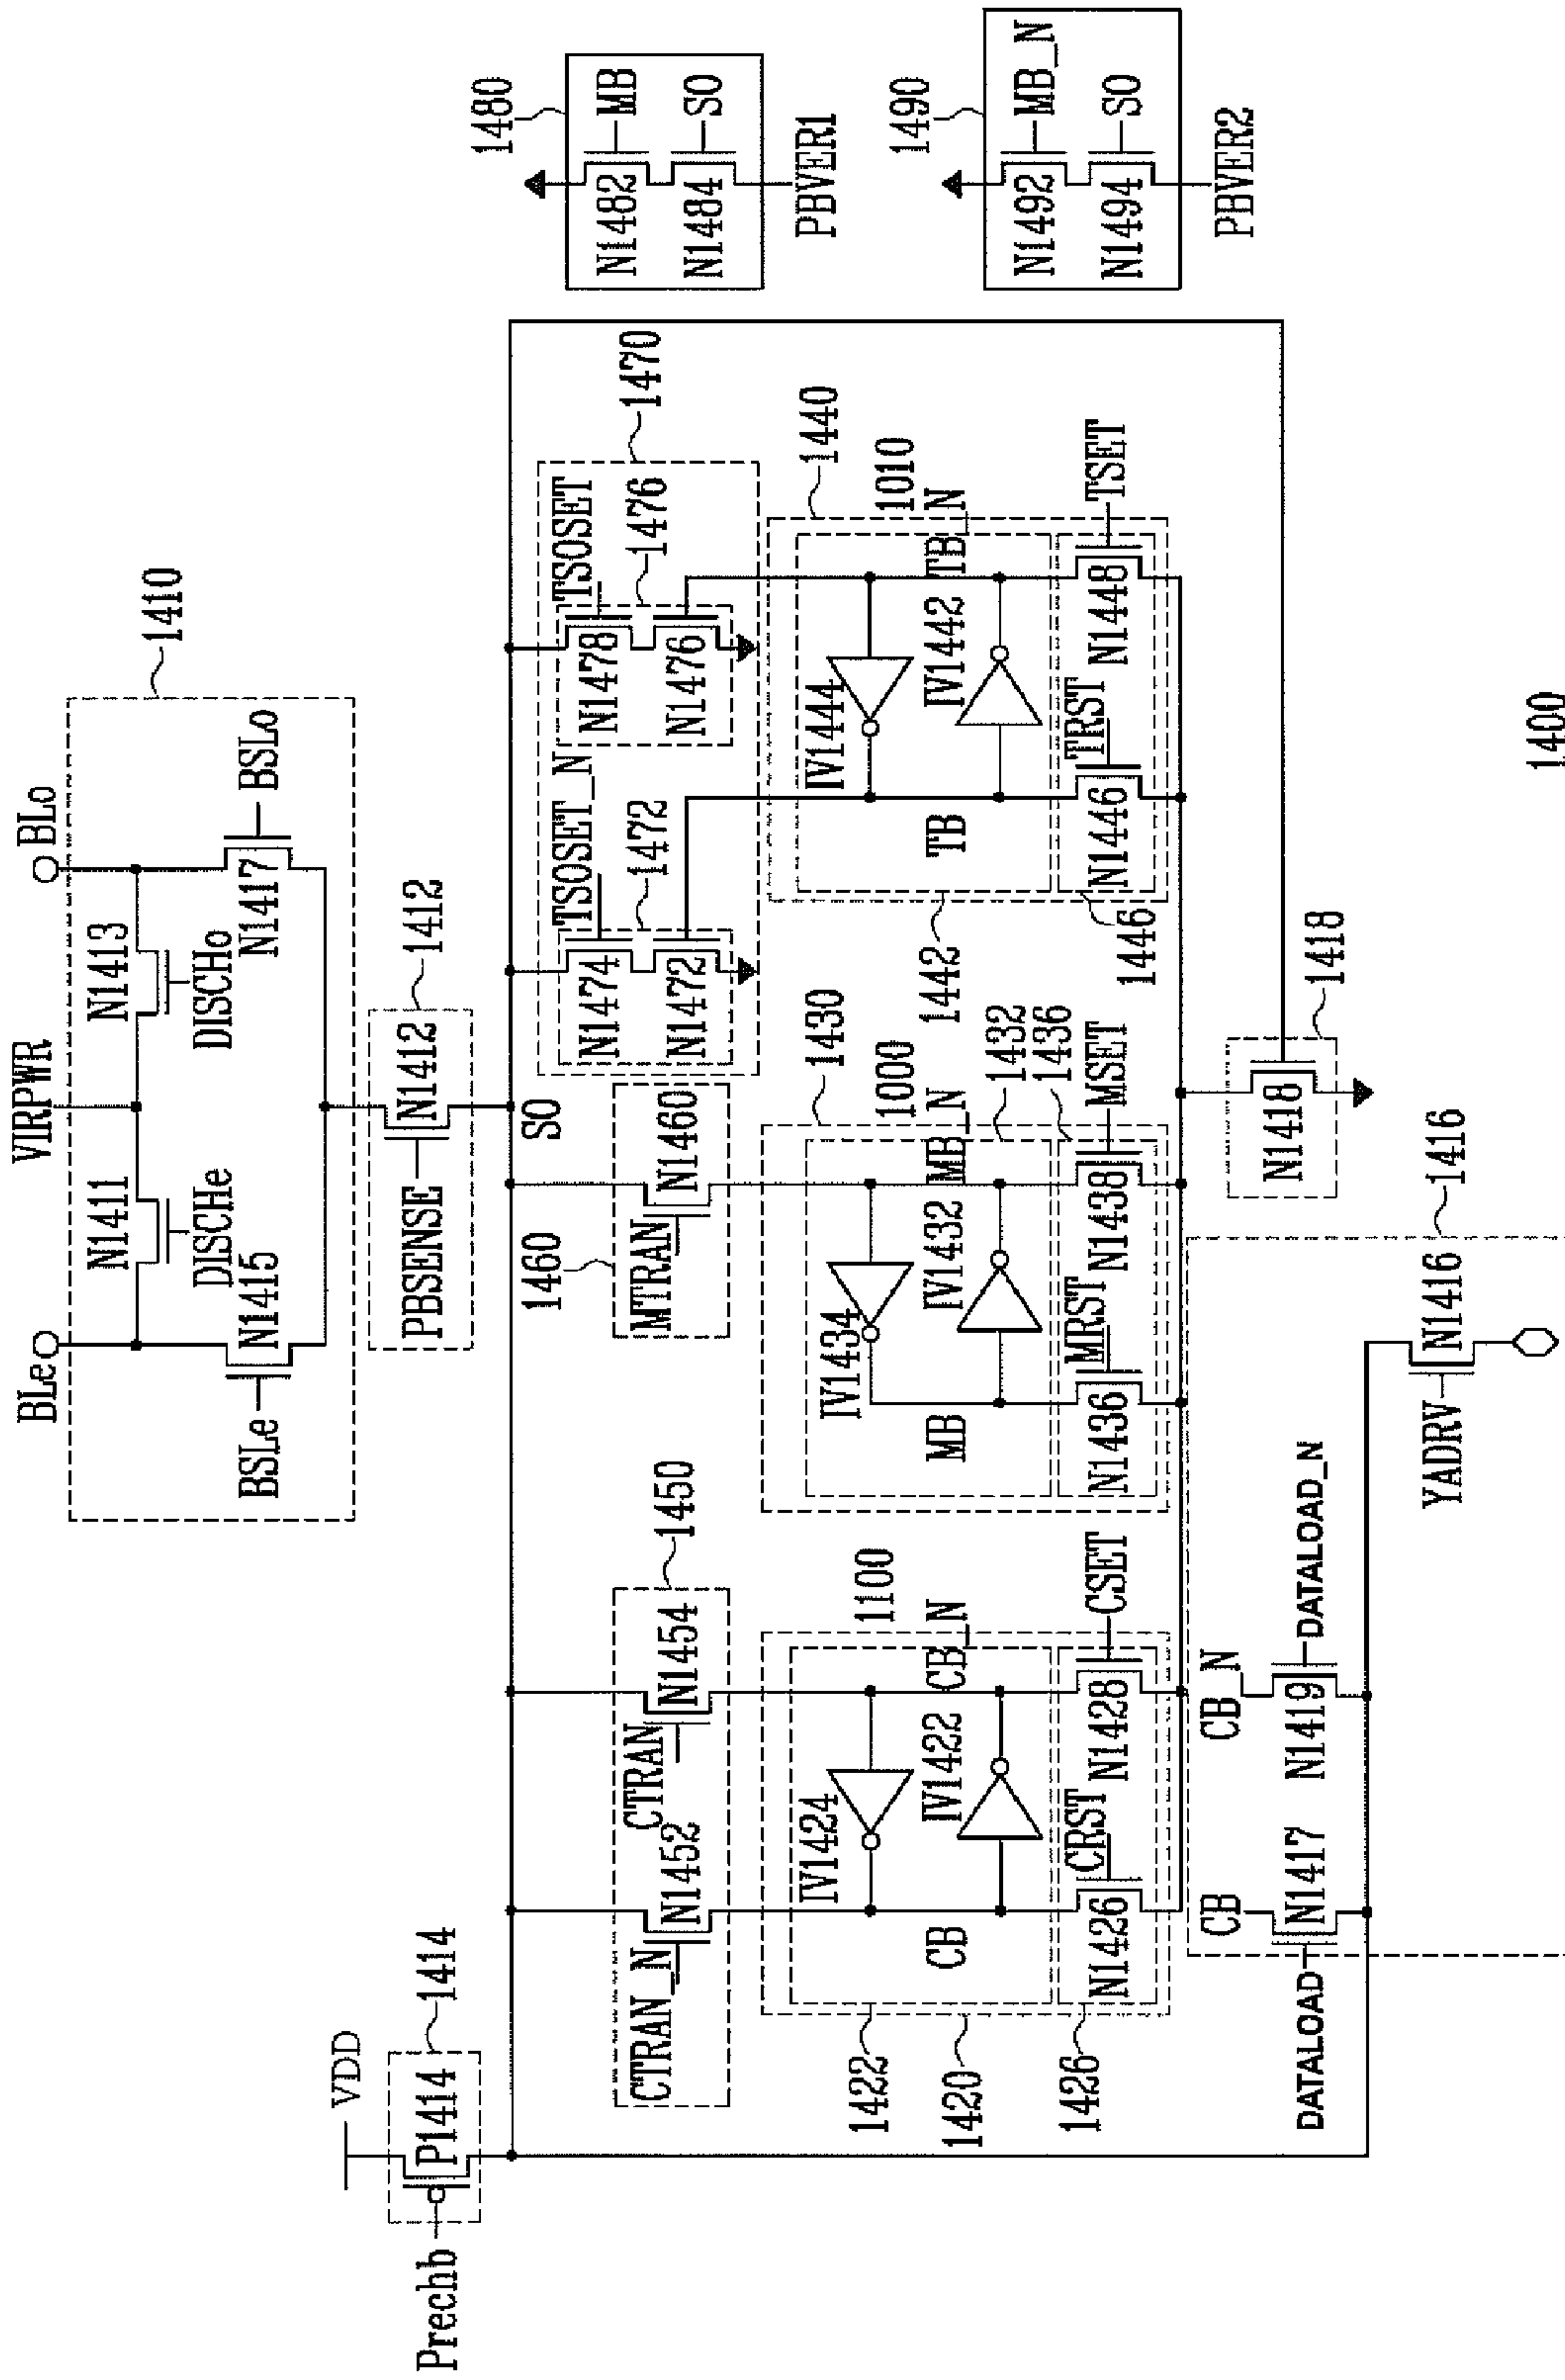 VIRPWR
BLe
BLo
1410
N1411
N1413
DISCHe
DISCHo
BSLe
N1415
N1417
BSLo
1412
PBSENSE
N1412
VDD
1414
Prechb
P1414
SO
1450
CTRAN_N
N1452
CTRAN
N1454
1460
MTRAN
N1460
1470
TSOSET_N
1472
N1474
N1472
TSOSET
1476
N1478
N1476
1480
MB
N1482
N1484
SO
PBVER1
1490
MB_N
N1492
N1494
SO
PBVER2
1100
1422
1420
1426
IV1424
IV1422
CB
CB_N
CRST
N1426
N1428
CSET
1430
1000
1432
1436
IV1434
IV1432
MB
MB_N
MRST
N1436
N1438
MSET
1440
1010
1442
1446
IV1444
IV1442
TB
TB_N
TRST
N1446
N1448
TSET
1418
N1418
1416
CB
CB_N
DATALOAD
N1417
N1419
DATALOAD_N
YADRV
N1416
1400